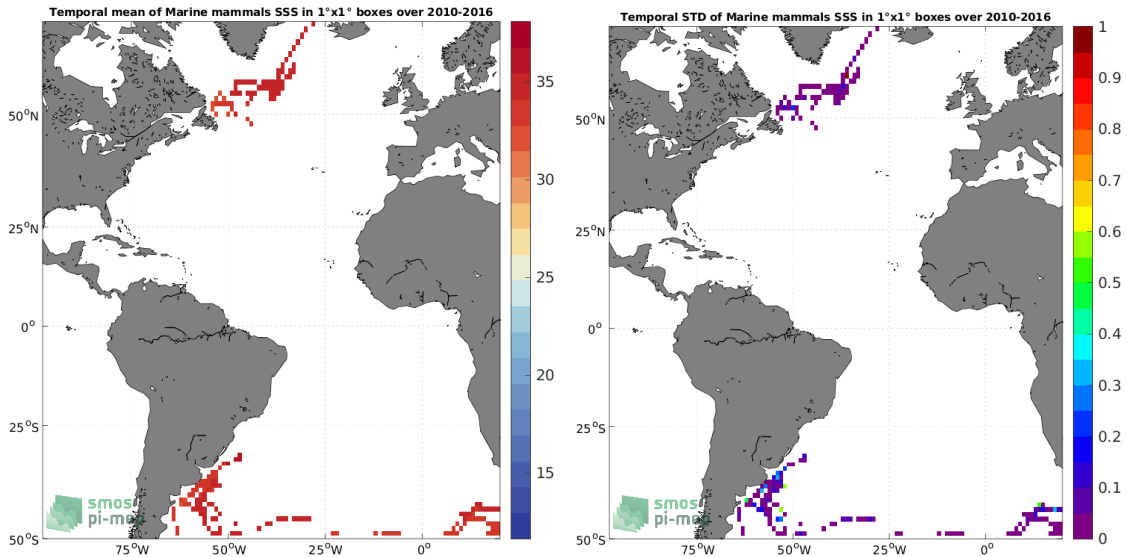 Temporal mean of Marine mammals SSS in 1°x1° boxes over 2010-2016
50°N
25°N
0°
25°S
50°S
75°W
50°W
25°W
0°
35
30
25
20
15
smos
pi-mep
Temporal STD of Marine mammals SSS in 1°x1° boxes over 2010-2016
50°N
25°N
0°
25°S
50°S
75°W
50°W
25°W
0°
1
0.9
0.8
0.7
0.6
0.5
0.4
0.3
0.2
0.1
0
smos
pi-mep